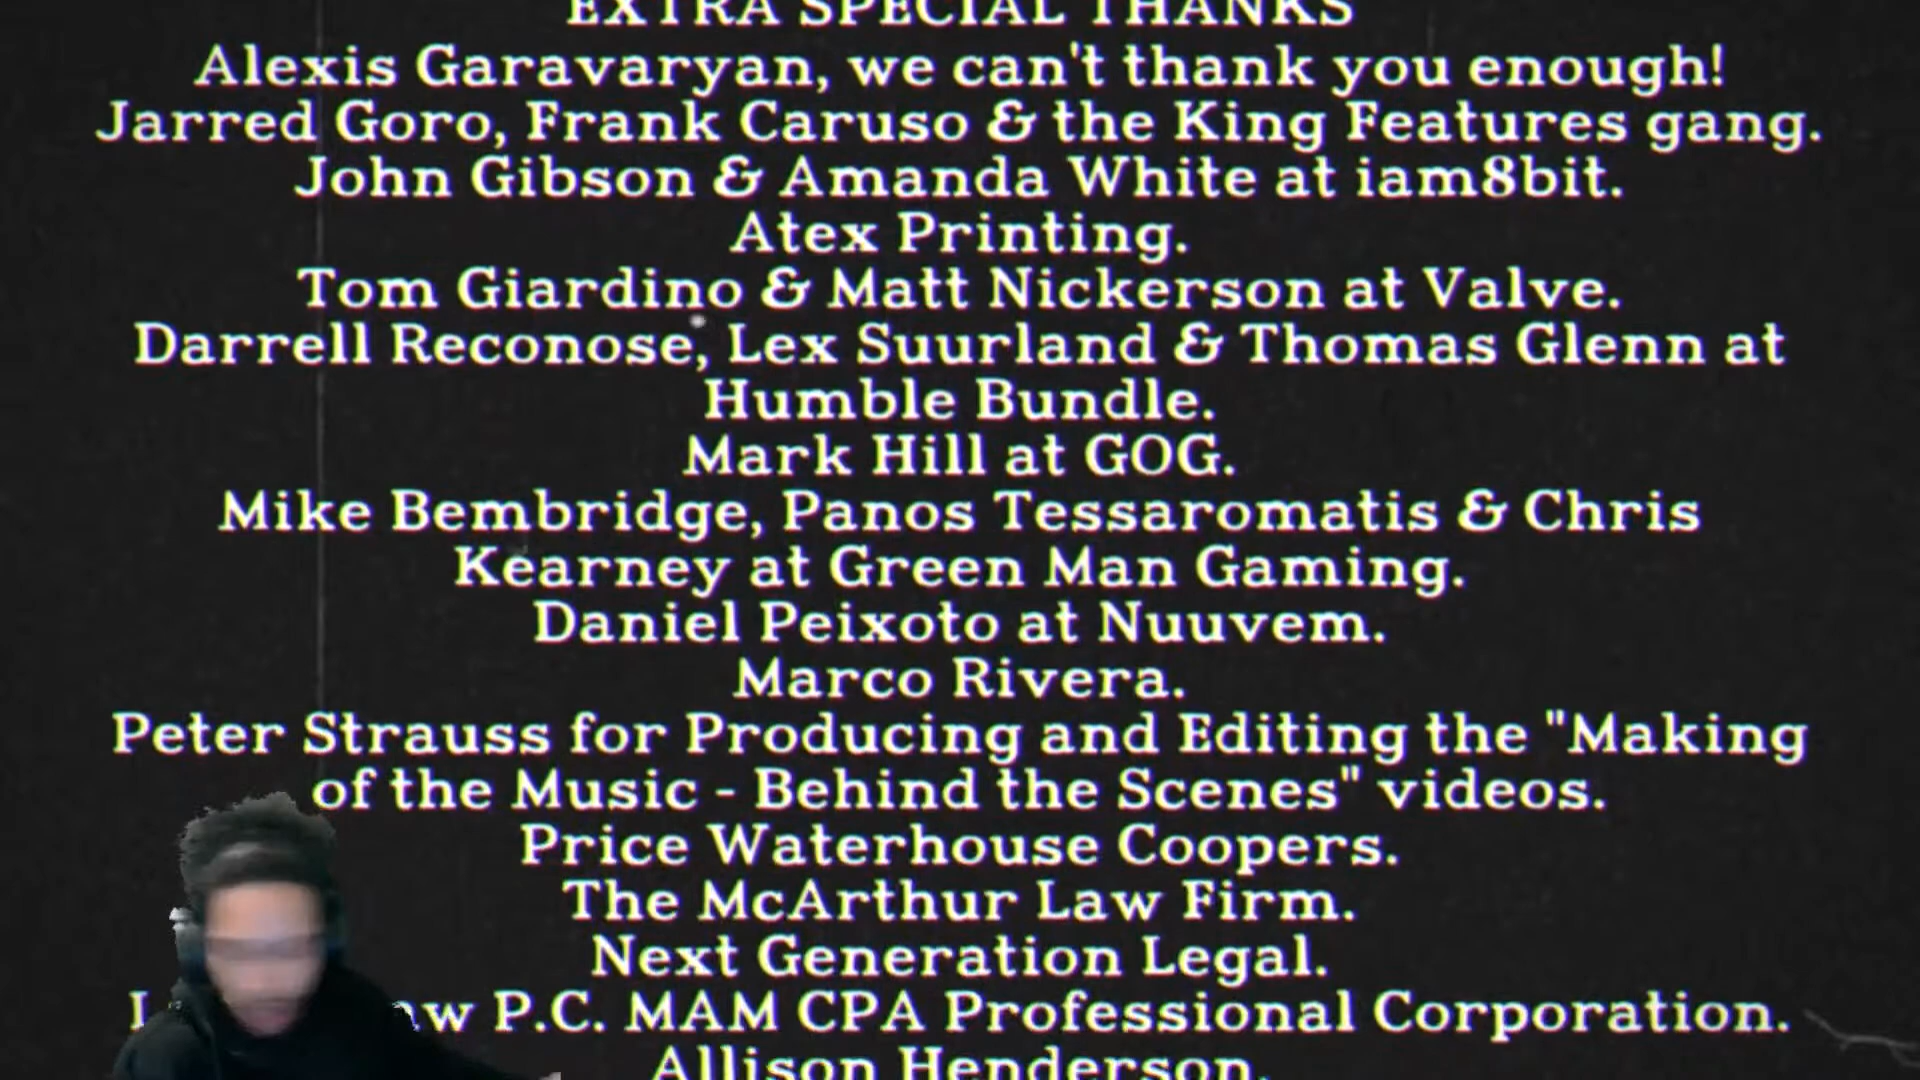 EXTRA SPECIAL THANKS
Alexis Garavaryan, we can't thank you enough!
Jarred Goro, Frank Caruso & the King Features gang.
John Gibson & Amanda White at iam8bit.
Atex Printing.
Tom Giardino & Matt Nickerson at Valve.
Darrell Reconose, Lex Suurland & Thomas Glenn at
Humble Bundle.
Mark Hill at GOG.
Mike Bembridge, Panos Tessaromatis & Chris
Kearney at Green Man Gaming.
Daniel Peixoto at Nuuvem.
Marco Rivera.
Peter Strauss for Producing and Editing the "Making
of the Music - Behind the Scenes" videos.
Price Waterhouse Coopers.
The McArthur Law Firm.
Next Generation Legal.
P.C. MAM CPA Professional Corporation.
Allison Henderson.